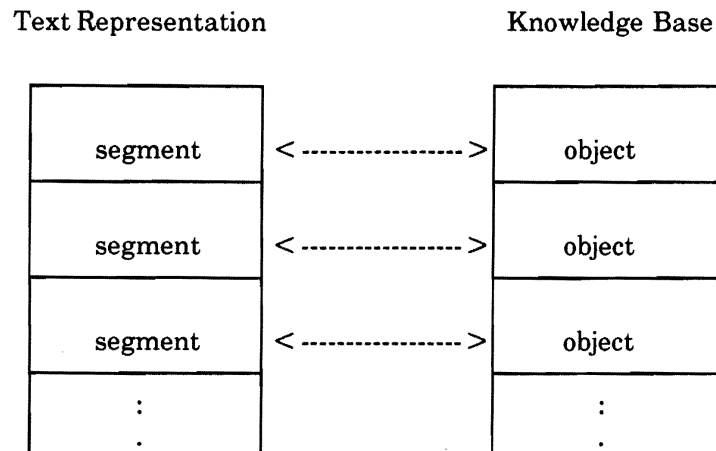 Text Representation Knowledge Base
segment <---------------------> object
segment <---------------------> object
segment <---------------------> object
: :
. .